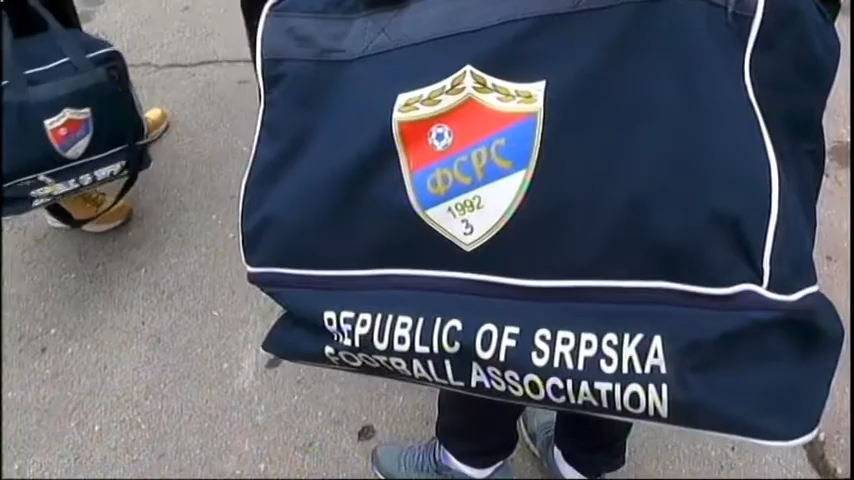 ФСРС
1992
3
REPUBLIC OF SRPSKA
FOOTBALL ASSOCIATION